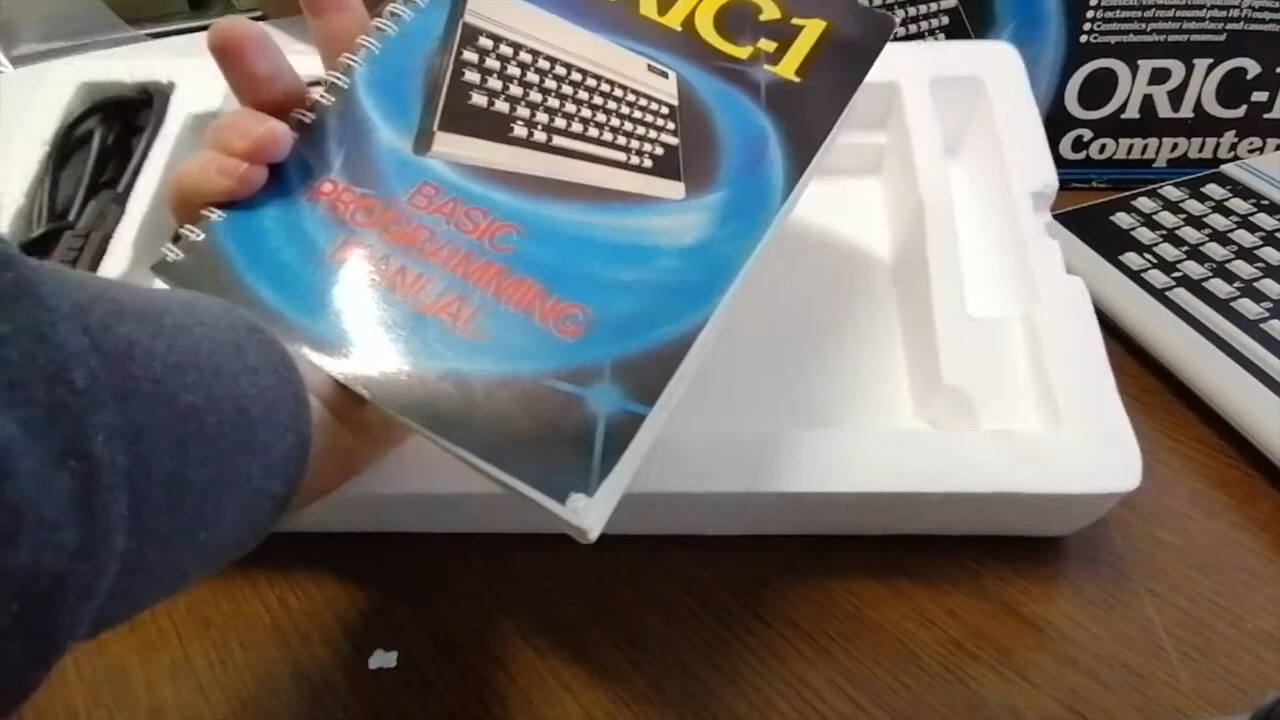 ORIC-1
BASIC
PROGRAMMING
MANUAL
6 octaves of real sound plus Hi-Fi output
Centronics printer interface and cassette
Comprehensive user manual
ORIC-1
Computer